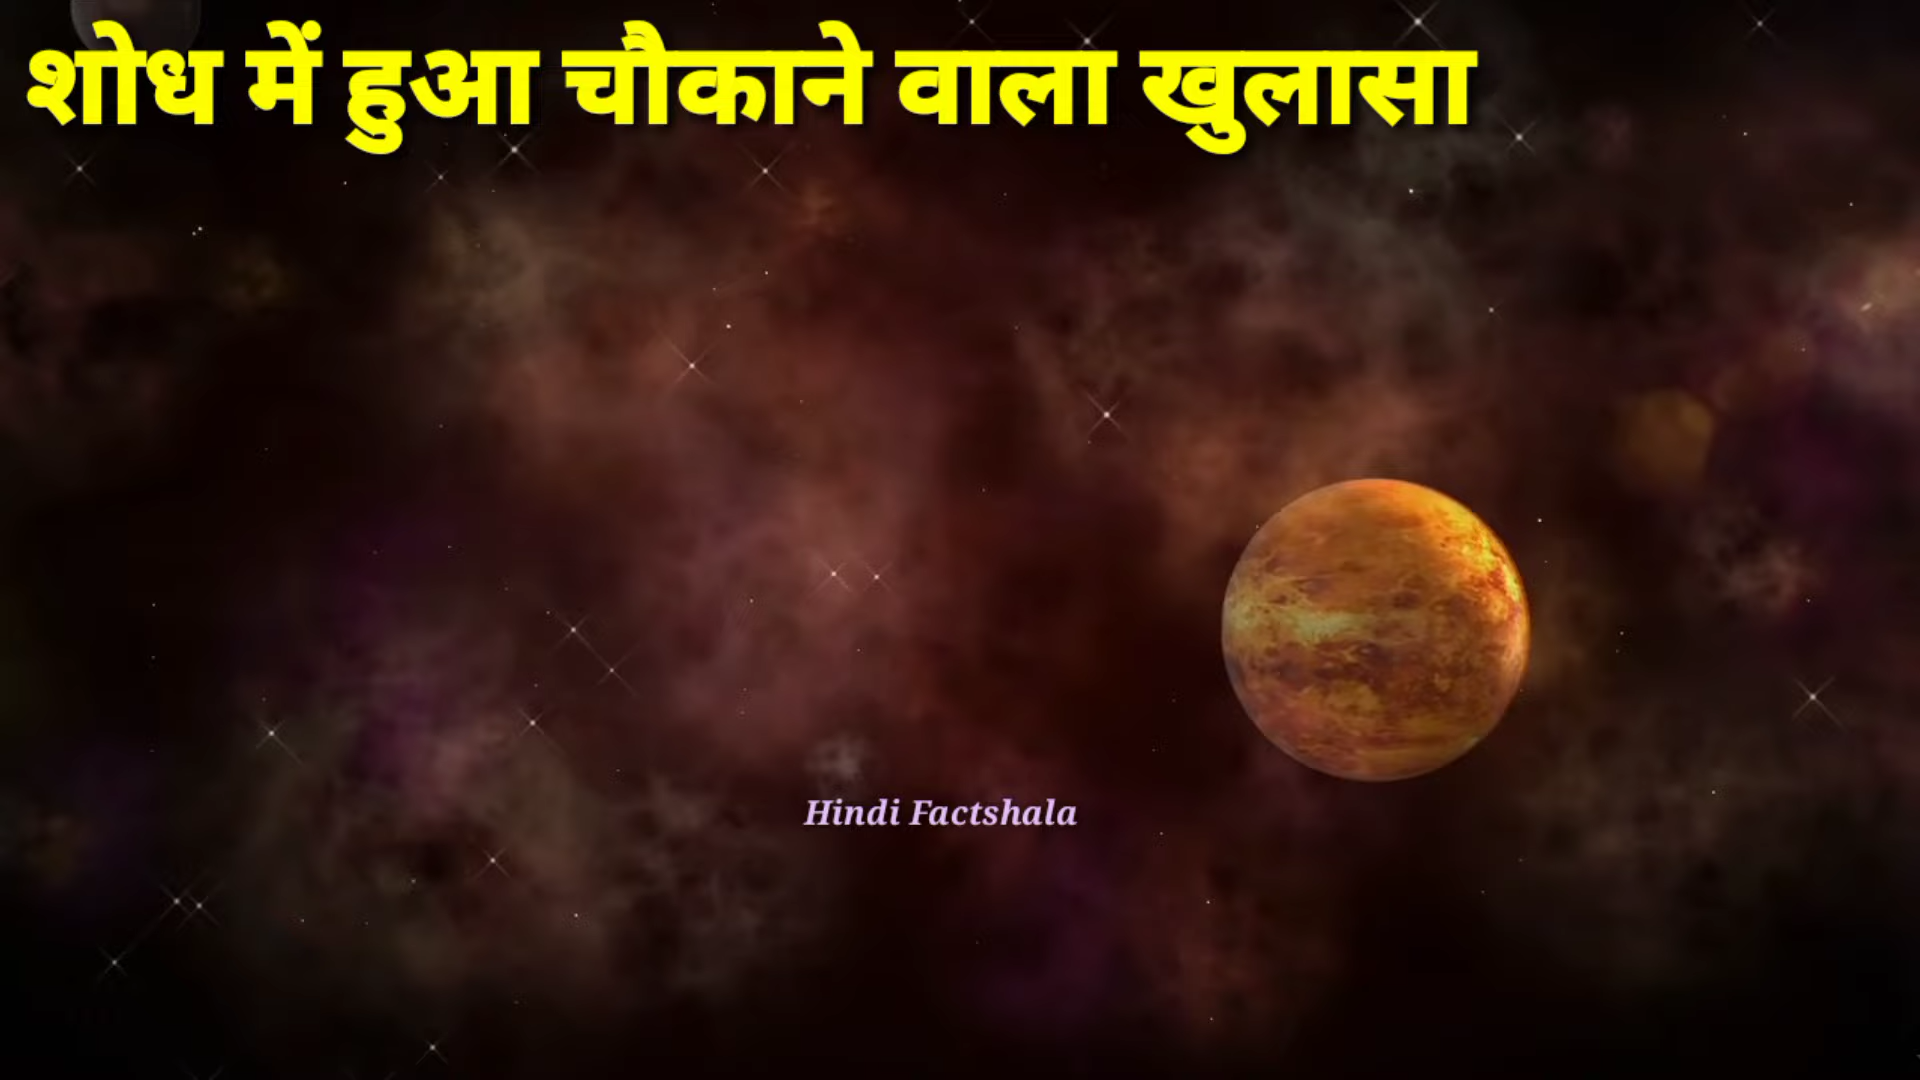 शोध में हुआ चौकाने वाला खुलासा
Hindi Factshala